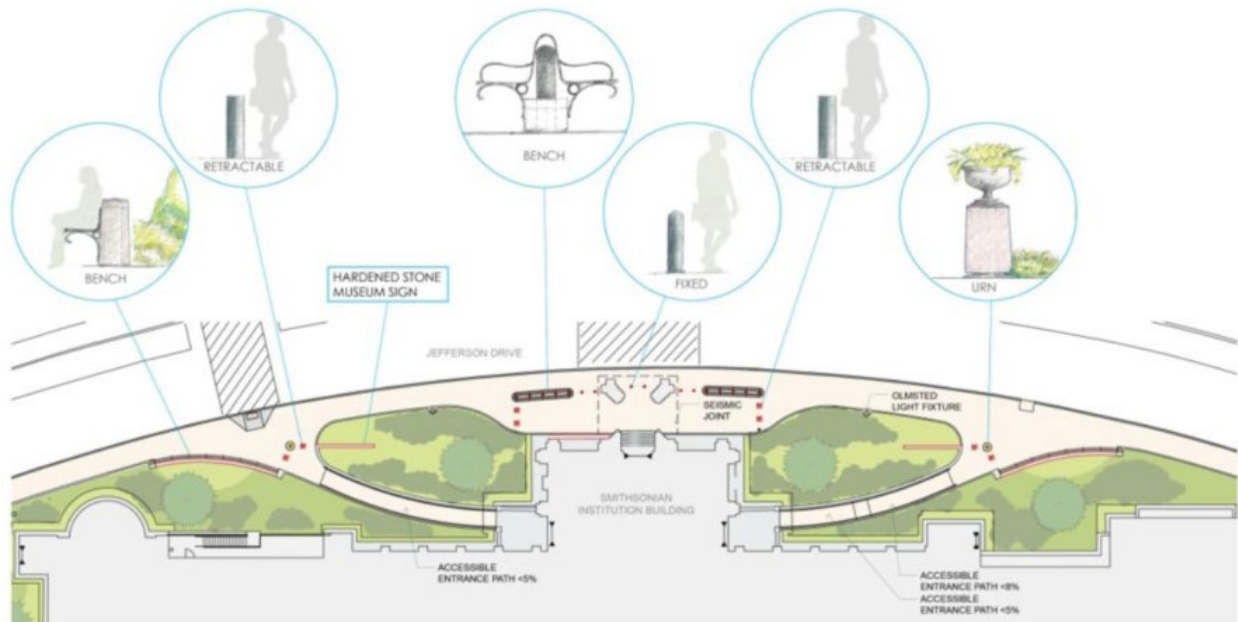 RETRACTABLE
BENCH
RETRACTABLE
BENCH
FIXED
URN
HARDENED STONE
MUSEUM SIGN
JEFFERSON DRIVE
SEISMIC
JOINT
OLMSTED
LIGHT FIXTURE
SMITHSONIAN
INSTITUTION BUILDING
ACCESSIBLE
ENTRANCE PATH <5%
ACCESSIBLE
ENTRANCE PATH <8%
ACCESSIBLE
ENTRANCE PATH <5%